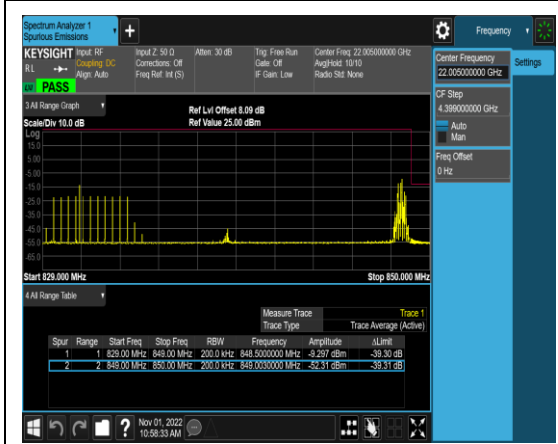 Spectrum Analyzer 1
Spurious Emissions
Frequency
KEYSIGHT Input: RF Input Z: 50 Ω Atten: 30 dB Trig: Free Run Center Freq: 22.005000000 GHz
RL Coupling: DC Corrections: Off Gate: Off Avg|Hold: 10/10
Align: Auto Freq Ref: Int (S) IF Gain: Low Radio Std: None
PASS
Center Frequency
22.005000000 GHz
Settings
CF Step
4.399000000 GHz
Auto
Man
Freq Offset
0 Hz
3 All Range Graph
Ref Lvl Offset 8.09 dB
Scale/Div 10.0 dB Ref Value 25.00 dBm
Log
15.0
5.00
-5.00
-15.0
-25.0
-35.0
-45.0
-55.0
-65.0
Start 829.000 MHz Stop 850.000 MHz
4 All Range Table
Measure Trace Trace 1
Trace Type Trace Average (Active)
Spur Range Start Freq Stop Freq RBW Frequency Amplitude ΔLimit
1 1 829.00 MHz 849.00 MHz 200.0 kHz 848.5000000 MHz -9.297 dBm -39.30 dB
2 2 849.00 MHz 850.00 MHz 200.0 kHz 849.0030000 MHz -52.31 dBm -39.31 dB
Nov 01, 2022
10:58:33 AM